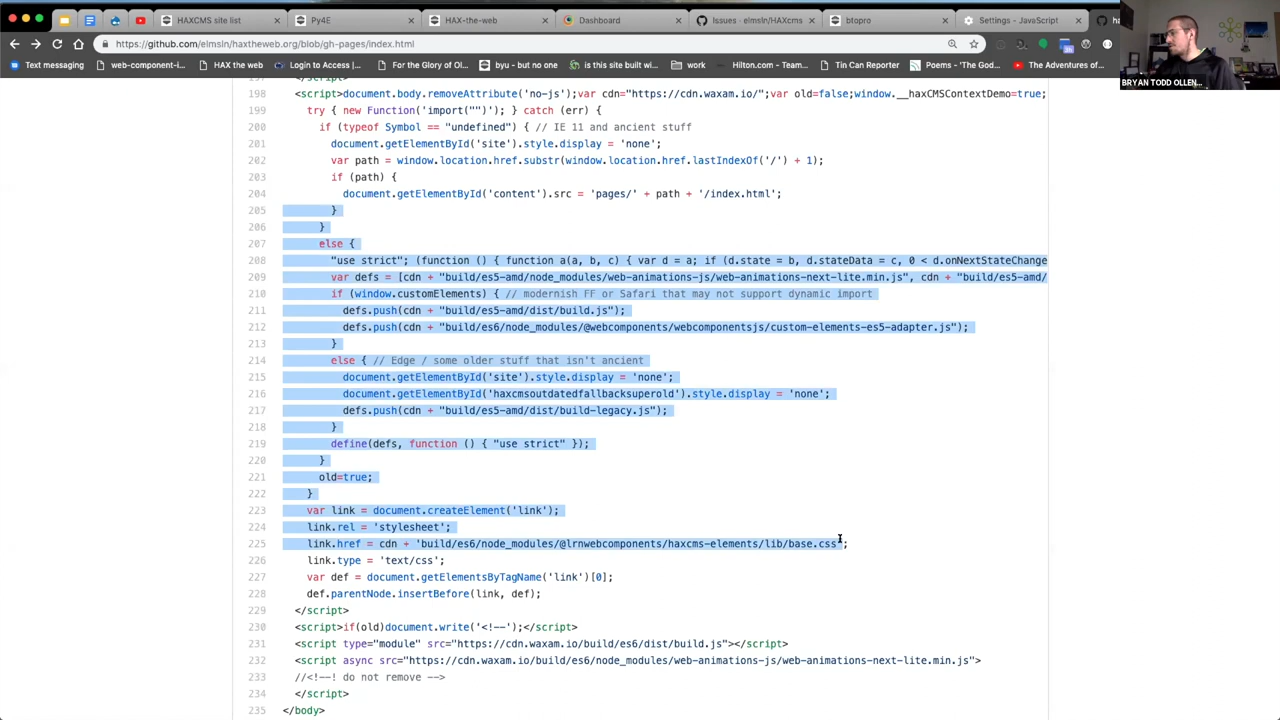 HAXCMS site list
Py4E
HAX-the-web
Dashboard
Issues · elmsln/HAXcms
btopro
Settings - JavaScript
https://github.com/elmsln/haxtheweb.org/blob/gh-pages/index.html
Text messaging
web-component-i...
HAX the web
Login to Access |...
For the Glory of Ol...
byu - but no one
is this site built wi...
work
Hilton.com - Team...
Tin Can Reporter
Poems - 'The God...
The Adventures of...
BRYAN TODD OLLEN...
197 </script>
198 <script>document.body.removeAttribute('no-js');var cdn="https://cdn.waxam.io/";var old=false;window.__haxCMSContextDemo=true;
199 try { new Function('import("")'); } catch (err) {
200 if (typeof Symbol == "undefined") { // IE 11 and ancient stuff
201 document.getElementById('site').style.display = 'none';
202 var path = window.location.href.substr(window.location.href.lastIndexOf('/') + 1);
203 if (path) {
204 document.getElementById('content').src = 'pages/' + path + '/index.html';
205 }
206 }
207 else {
208 "use strict"; (function () { function a(a, b, c) { var d = a; if (d.state = b, d.stateData = c, 0 < d.onNextStateChange
209 var defs = [cdn + "build/es5-amd/node_modules/web-animations-js/web-animations-next-lite.min.js", cdn + "build/es5-amd/
210 if (window.customElements) { // modernish FF or Safari that may not support dynamic import
211 defs.push(cdn + "build/es5-amd/dist/build.js");
212 defs.push(cdn + "build/es6/node_modules/@webcomponents/webcomponentsjs/custom-elements-es5-adapter.js");
213 }
214 else { // Edge / some older stuff that isn't ancient
215 document.getElementById('site').style.display = 'none';
216 document.getElementById('haxcmsoutdatedfallbacksuperold').style.display = 'none';
217 defs.push(cdn + "build/es5-amd/dist/build-legacy.js");
218 }
219 define(defs, function () { "use strict" });
220 }
221 old=true;
222 }
223 var link = document.createElement('link');
224 link.rel = 'stylesheet';
225 link.href = cdn + 'build/es6/node_modules/@lrnwebcomponents/haxcms-elements/lib/base.css';
226 link.type = 'text/css';
227 var def = document.getElementsByTagName('link')[0];
228 def.parentNode.insertBefore(link, def);
229 </script>
230 <script>if(old)document.write('<!--');</script>
231 <script type="module" src="https://cdn.waxam.io/build/es6/dist/build.js"></script>
232 <script async src="https://cdn.waxam.io/build/es6/node_modules/web-animations-js/web-animations-next-lite.min.js">
233 //<!--! do not remove -->
234 </script>
235 </body>